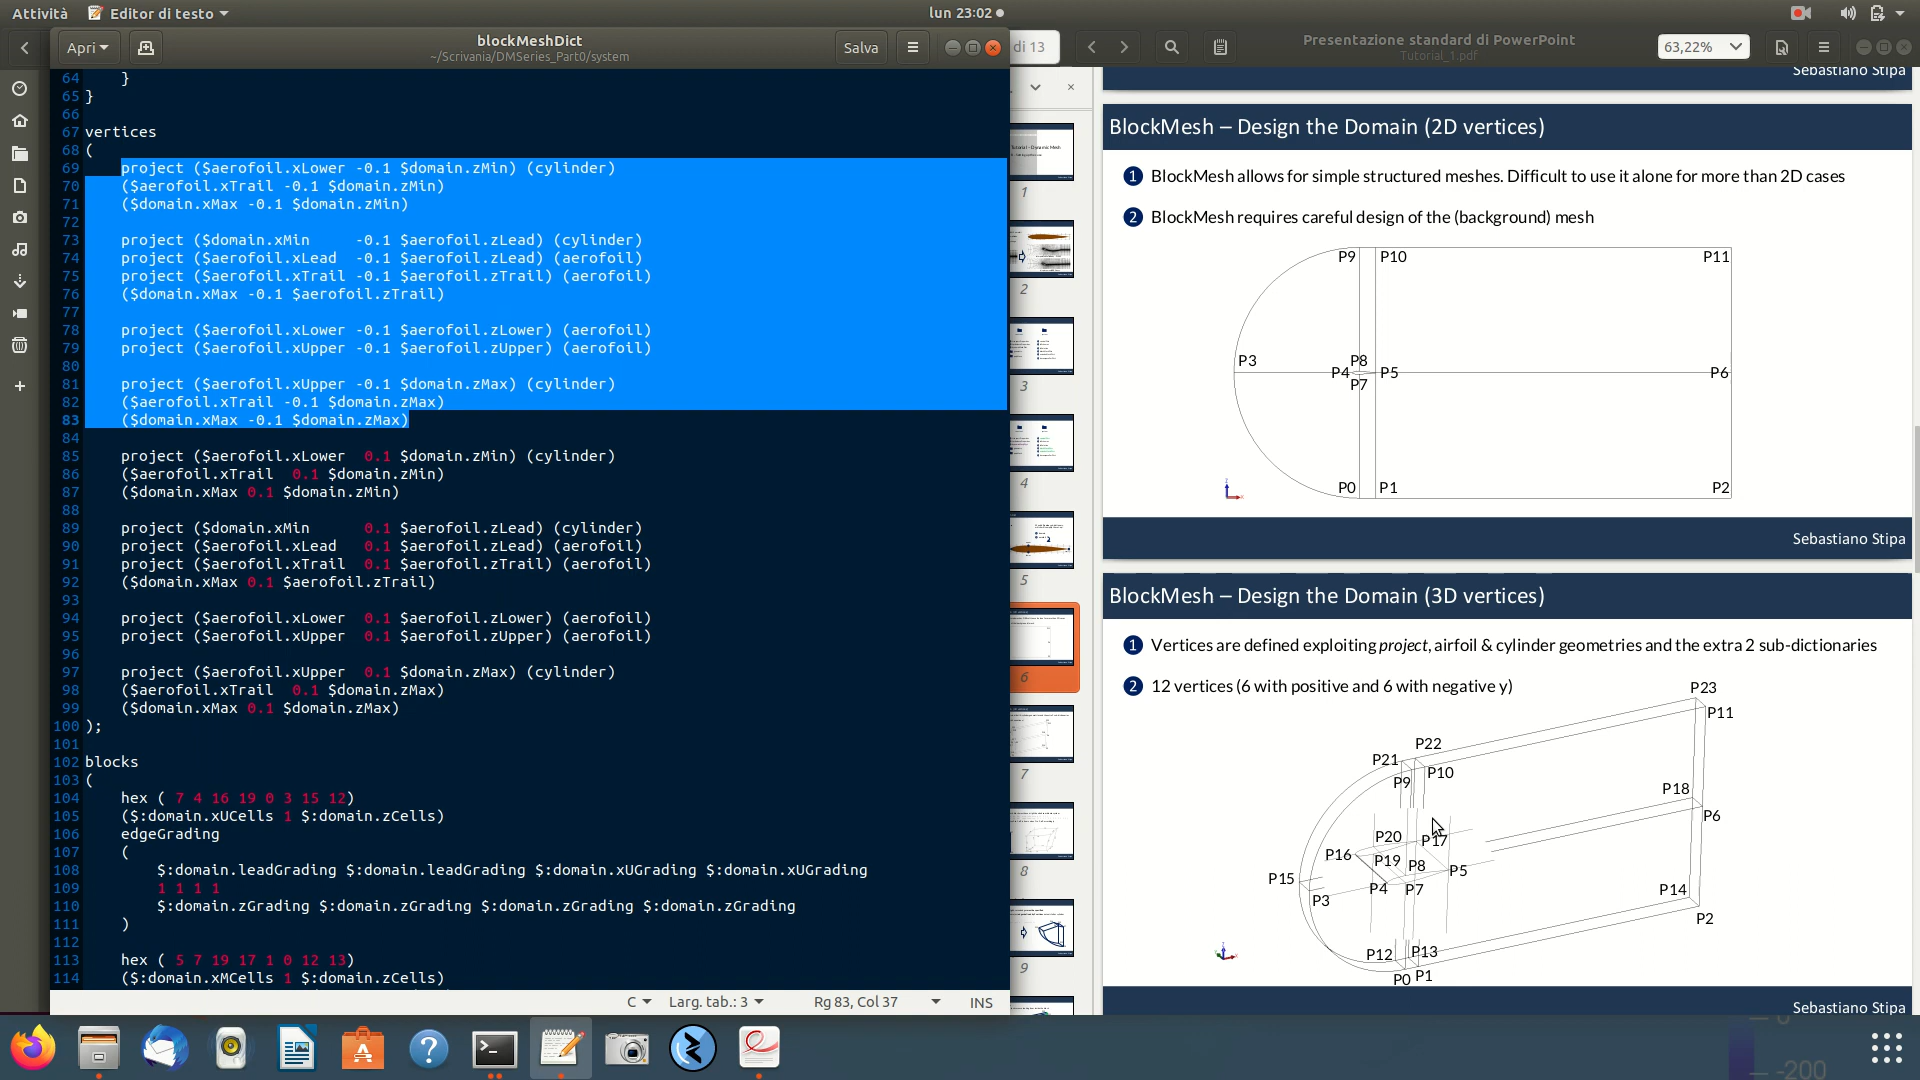 Attività
Editor di testo
lun 23:02
Apri
blockMeshDict
~/Scrivania/DMSeries_Part0/system
Salva
di 13
Presentazione standard di PowerPoint
Tutorial_1.pdf
63,22%
64 }
65 }
66
67 vertices
68 (
69 project ($aerofoil.xLower -0.1 $domain.zMin) (cylinder)
70 ($aerofoil.xTrail -0.1 $domain.zMin)
71 ($domain.xMax -0.1 $domain.zMin)
72
73 project ($domain.xMin     -0.1 $aerofoil.zLead) (cylinder)
74 project ($aerofoil.xLead  -0.1 $aerofoil.zLead) (aerofoil)
75 project ($aerofoil.xTrail -0.1 $aerofoil.zTrail) (aerofoil)
76 ($domain.xMax -0.1 $aerofoil.zTrail)
77
78 project ($aerofoil.xLower -0.1 $aerofoil.zLower) (aerofoil)
79 project ($aerofoil.xUpper -0.1 $aerofoil.zUpper) (aerofoil)
80
81 project ($aerofoil.xUpper -0.1 $domain.zMax) (cylinder)
82 ($aerofoil.xTrail -0.1 $domain.zMax)
83 ($domain.xMax -0.1 $domain.zMax)
84
85 project ($aerofoil.xLower  0.1 $domain.zMin) (cylinder)
86 ($aerofoil.xTrail  0.1 $domain.zMin)
87 ($domain.xMax 0.1 $domain.zMin)
88
89 project ($domain.xMin      0.1 $aerofoil.zLead) (cylinder)
90 project ($aerofoil.xLead   0.1 $aerofoil.zLead) (aerofoil)
91 project ($aerofoil.xTrail  0.1 $aerofoil.zTrail) (aerofoil)
92 ($domain.xMax 0.1 $aerofoil.zTrail)
93
94 project ($aerofoil.xLower  0.1 $aerofoil.zLower) (aerofoil)
95 project ($aerofoil.xUpper  0.1 $aerofoil.zUpper) (aerofoil)
96
97 project ($aerofoil.xUpper  0.1 $domain.zMax) (cylinder)
98 ($aerofoil.xTrail  0.1 $domain.zMax)
99 ($domain.xMax 0.1 $domain.zMax)
100 );
101
102 blocks
103 (
104 hex ( 7 4 16 19 0 3 15 12)
105 ($:domain.xUCells 1 $:domain.zCells)
106 edgeGrading
107 (
108 $:domain.leadGrading $:domain.leadGrading $:domain.xUGrading $:domain.xUGrading
109 1 1 1 1
110 $:domain.zGrading $:domain.zGrading $:domain.zGrading $:domain.zGrading
111 )
112
113 hex ( 5 7 19 17 1 0 12 13)
114 ($:domain.xMCells 1 $:domain.zCells)
C
Larg. tab.: 3
Rg 83, Col 37
INS
1
2
3
4
5
6
7
8
9
Sebastiano Stipa
BlockMesh – Design the Domain (2D vertices)
1 BlockMesh allows for simple structured meshes. Difficult to use it alone for more than 2D cases
2 BlockMesh requires careful design of the (background) mesh
P9 P10 P11
P3 P8
P4 P5 P6
P7
P0 P1 P2
Sebastiano Stipa
BlockMesh – Design the Domain (3D vertices)
1 Vertices are defined exploiting project, airfoil & cylinder geometries and the extra 2 sub-dictionaries
2 12 vertices (6 with positive and 6 with negative y)
P23
P11
P22
P21
P10
P9
P18
P6
P20
P17
P16
P19
P8
P5
P15
P4
P7
P14
P3
P2
P13
P12
P1
P0
Sebastiano Stipa
-200